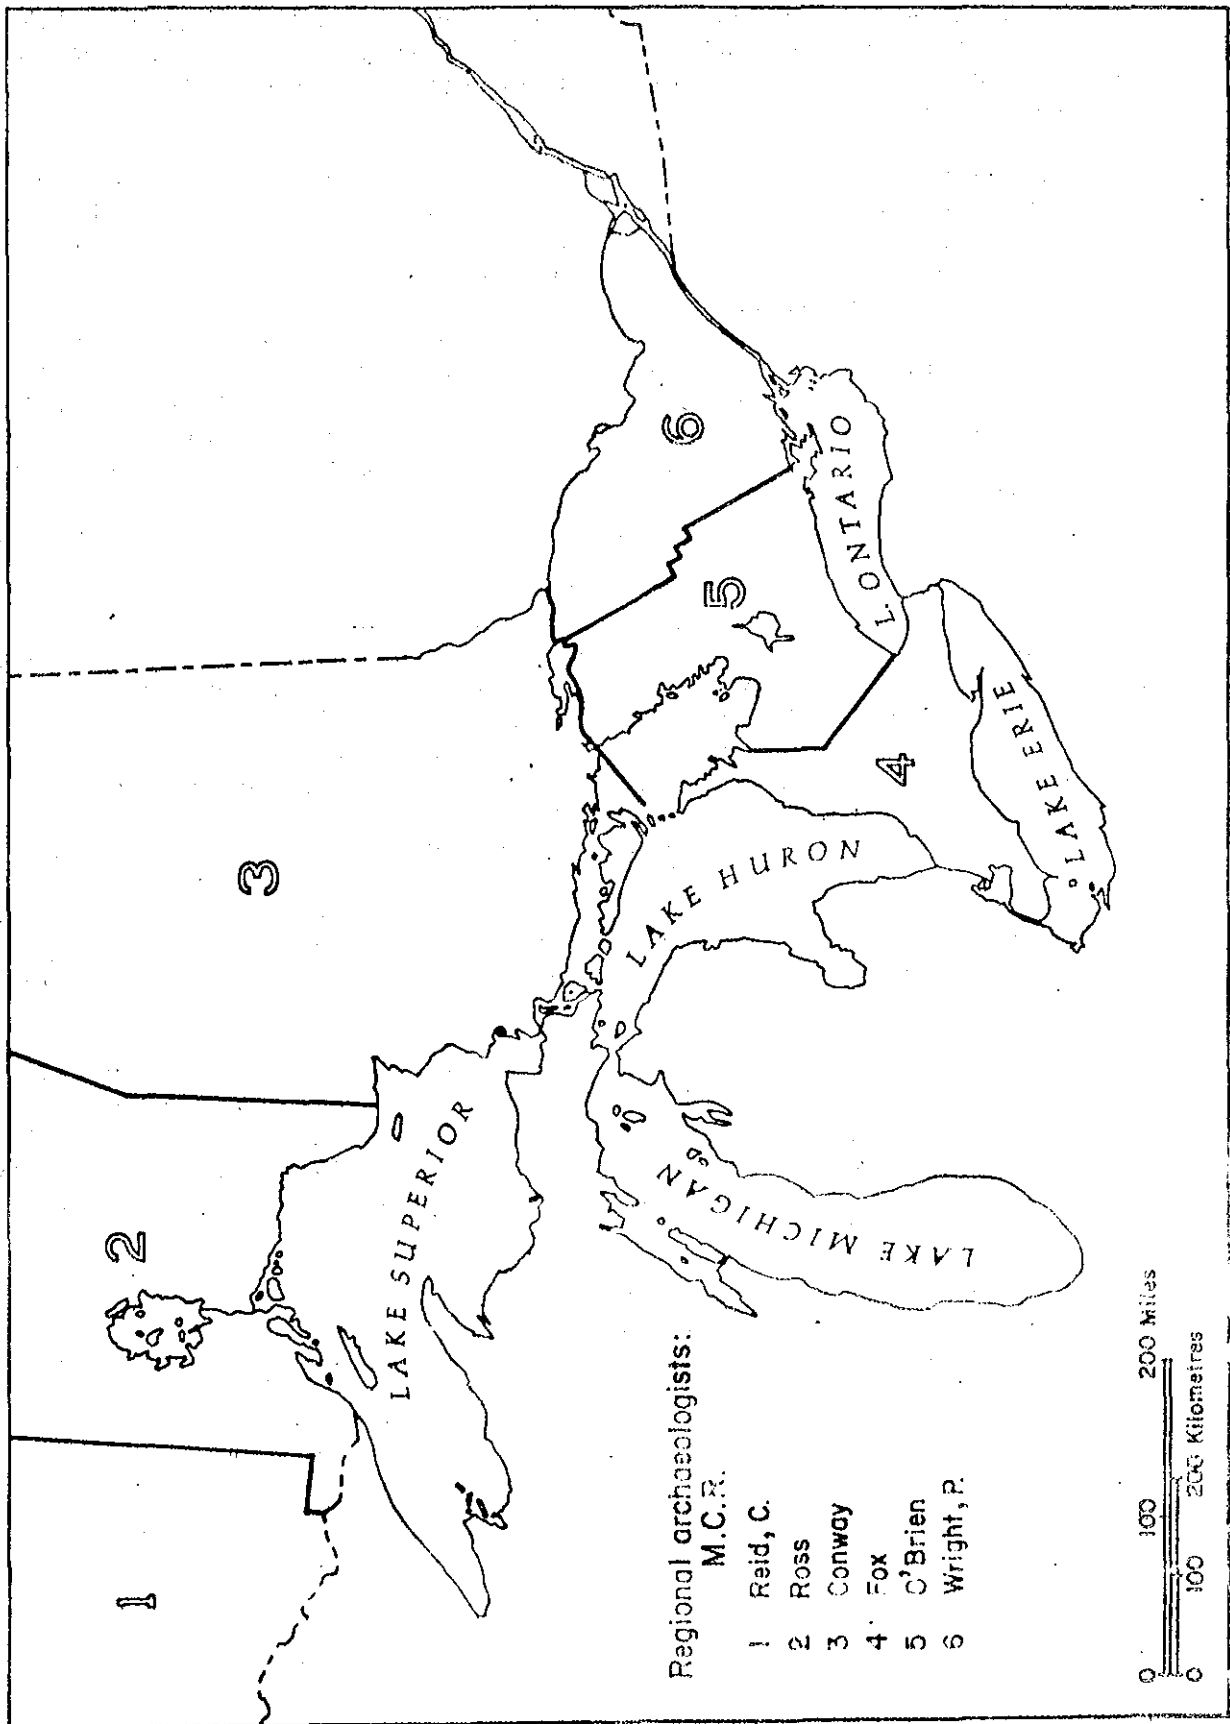 1
2
3
4
5
6
LAKE SUPERIOR
LAKE MICHIGAN
LAKE HURON
L. ONTARIO
LAKE ERIE
Regional archaeologists:
M.C.R.
1 Reid, C.
2 Ross
3 Conway
4 Fox
5 O'Brien
6 Wright, P.
0 100 200 Miles
0 100 200 Kilometres